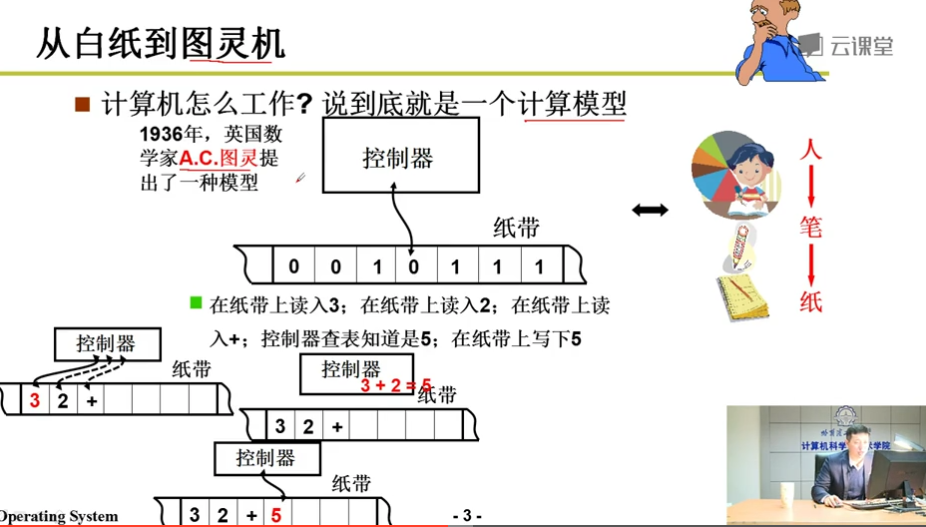 从白纸到图灵机
云课堂
计算机怎么工作? 说到底就是一个计算模型
1936年，英国数
学家A.C.图灵提
出了一种模型
控制器
纸带
0 0 1 0 1 1 1
人
笔
纸
在纸带上读入3；在纸带上读入2；在纸带上读
入+；控制器查表知道是5；在纸带上写下5
控制器
纸带
3 2 +
控制器
3 + 2 = 5
纸带
3 2 +
控制器
纸带
3 2 + 5
计算机科学
术学院
Operating System
- 3 -